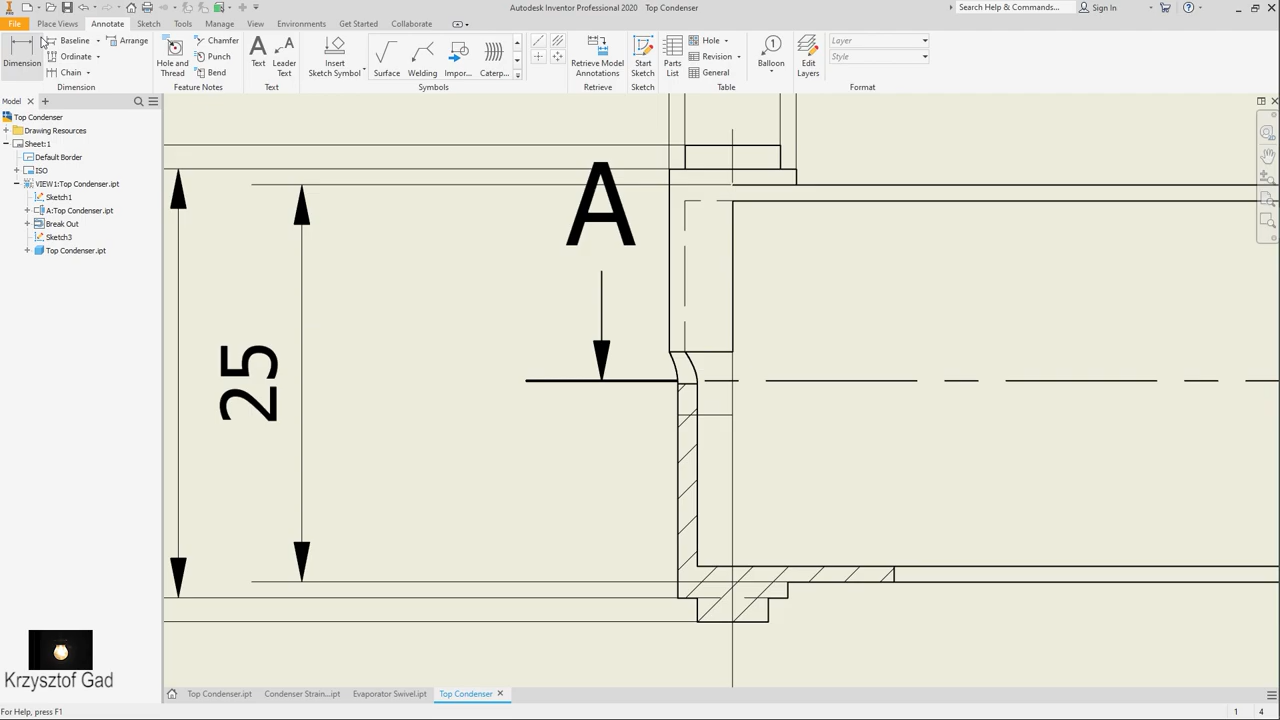 Autodesk Inventor Professional 2020 Top Condenser
Search Help & Commands...
Sign In
File Place Views Annotate Sketch Tools Manage View Environments Get Started Collaborate
Dimension
Baseline
Arrange
Ordinate
Chain
Dimension
Hole and Thread
Chamfer
Punch
Bend
Feature Notes
Text
Leader Text
Text
Insert Sketch Symbol
Surface
Welding
Impor...
Caterp...
Symbols
Retrieve Model Annotations
Retrieve
Start Sketch
Sketch
Parts List
Hole
Revision
General
Table
Balloon
Edit Layers
Layer
Style
Format
Model
Top Condenser
Drawing Resources
Sheet:1
Default Border
ISO
VIEW1:Top Condenser.ipt
Sketch1
A:Top Condenser.ipt
Break Out
Sketch3
Top Condenser.ipt
A
25
Krzysztof Gad
Top Condenser.ipt Condenser Strain...ipt Evaporator Swivel.ipt Top Condenser
For Help, press F1
1 4